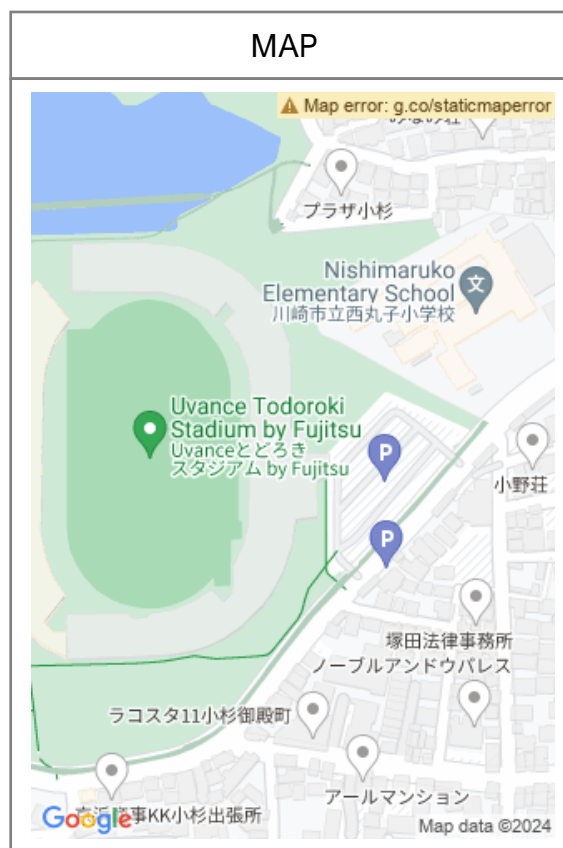 MAP
Map error: g.co/staticmaperror
プラザ小杉
Nishimaruko
Elementary School
川崎市立西丸子小学校
文
Uvance Todoroki
Stadium by Fujitsu
Uvanceとどろき
スタジアム by Fujitsu
P
小野荘
P
塚田法律事務所
ノーブルアンドウパレス
ラコスタ11小杉御殿町
アールマンション
事KK小杉出張所
Google
Map data ©2024